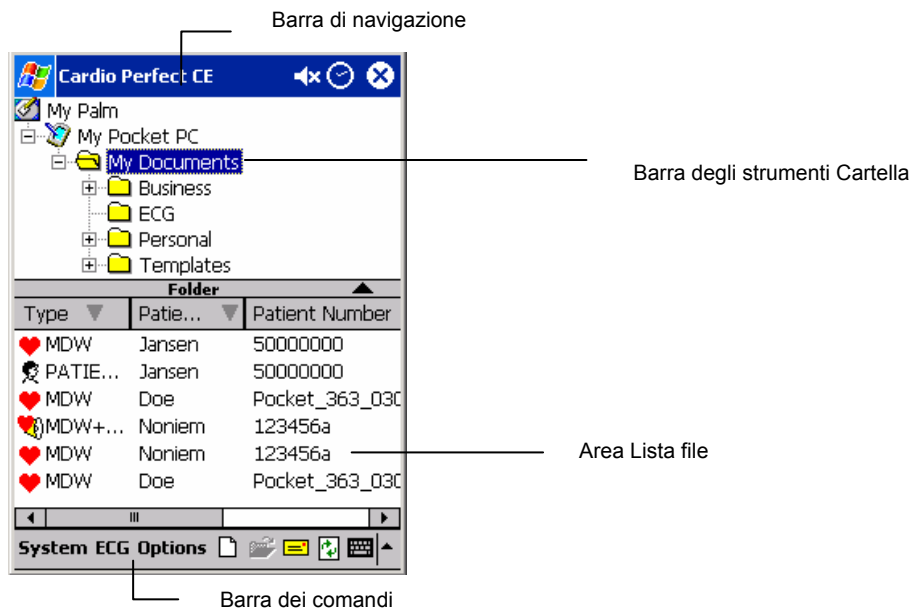 Barra di navigazione
Cardio Perfect CE
My Palm
My Pocket PC
My Documents
Barra degli strumenti Cartella
Business
ECG
Personal
Templates
Folder
Type Patie... Patient Number
MDW Jansen 50000000
PATIE... Jansen 50000000
MDW Doe Pocket_363_030
MDW+... Noniem 123456a
MDW Noniem 123456a
Area Lista file
MDW Doe Pocket_363_030
System ECG Options
Barra dei comandi